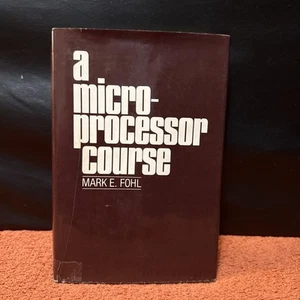 a
micro-
processor
course
MARK E. FOHL